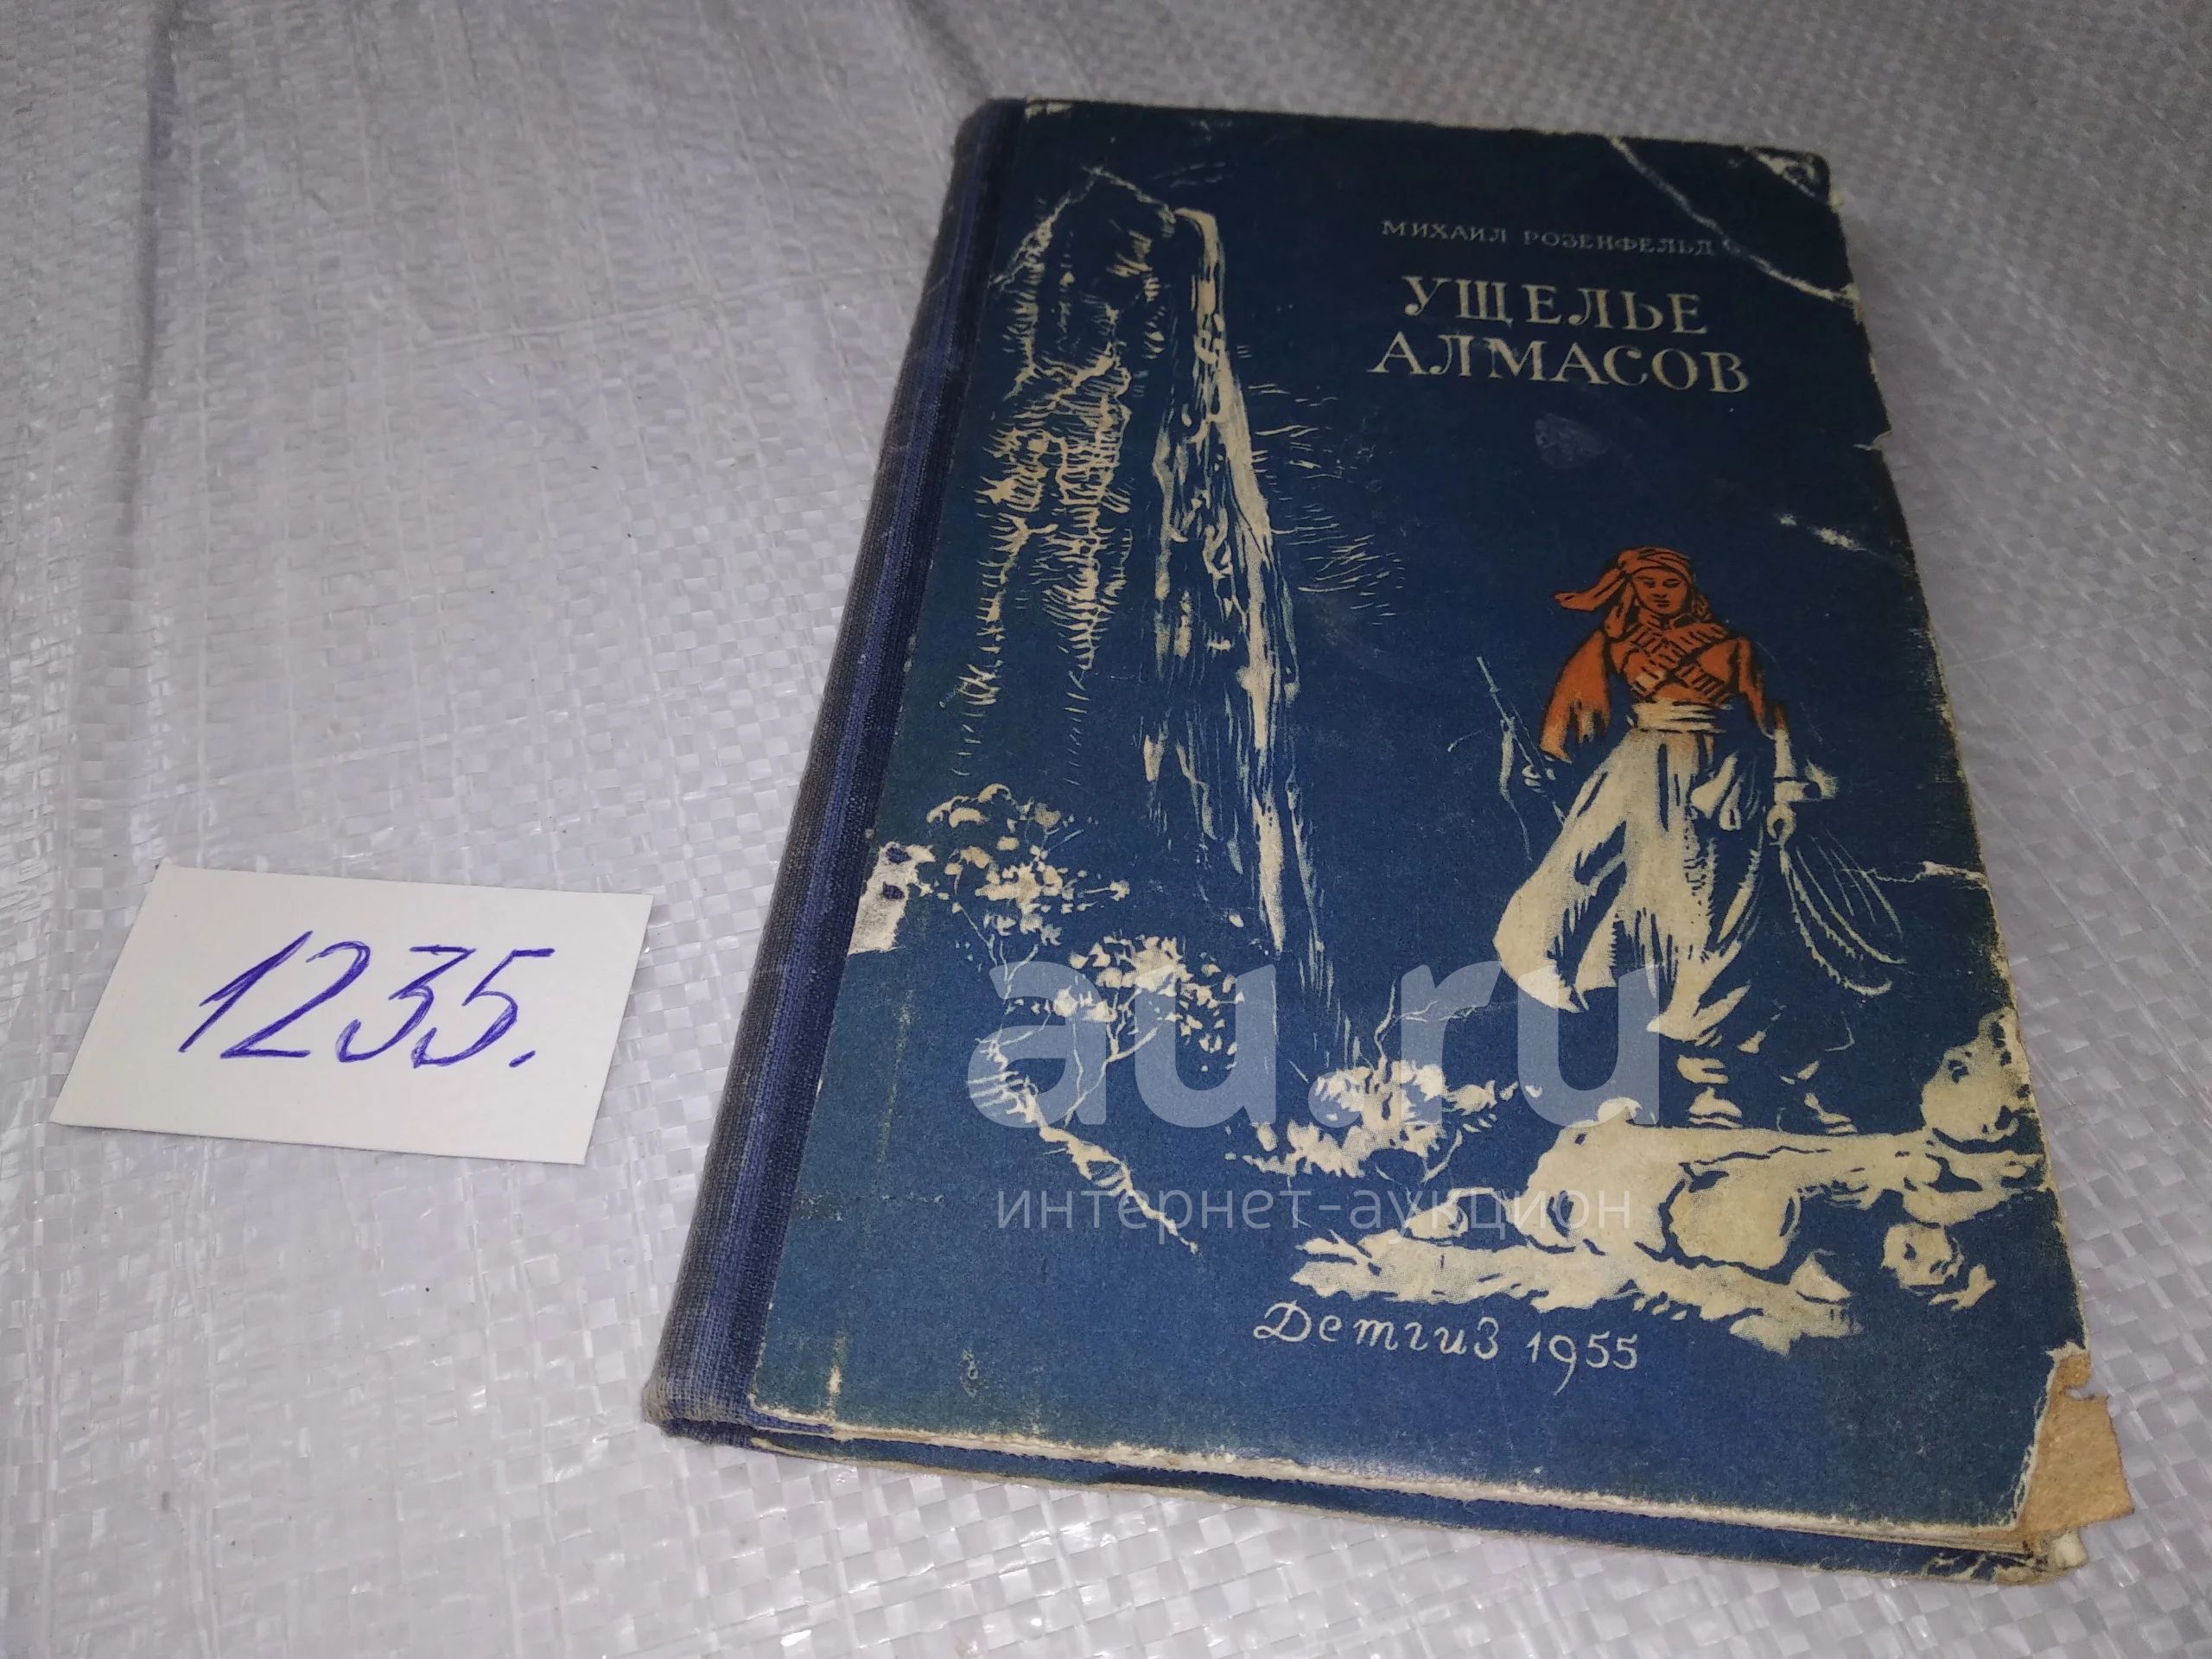 МИХАИЛ РОЗЕНФЕЛЬД
УЩЕЛЬЕ
АЛМАСОВ
1235.
au.ru
интернет-аукцион
Детгиз 1955